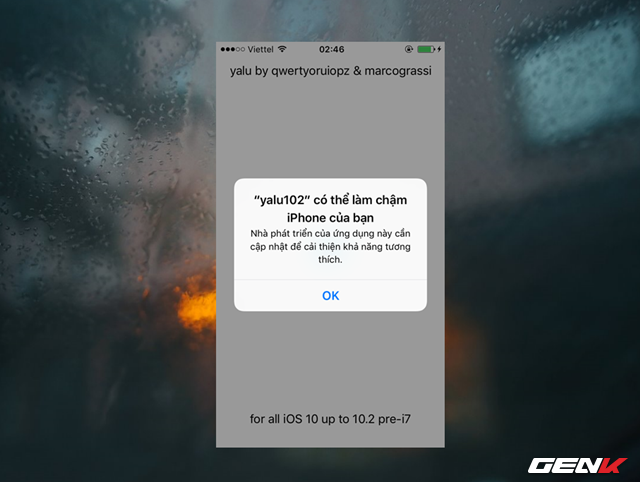 Viettel 02:46
yalu by qwertyoruiopz & marcograssi
“yalu102” có thể làm chậm
iPhone của bạn
Nhà phát triển của ứng dụng này cần
cập nhật để cải thiện khả năng tương
thích.
OK
for all iOS 10 up to 10.2 pre-i7
GENK